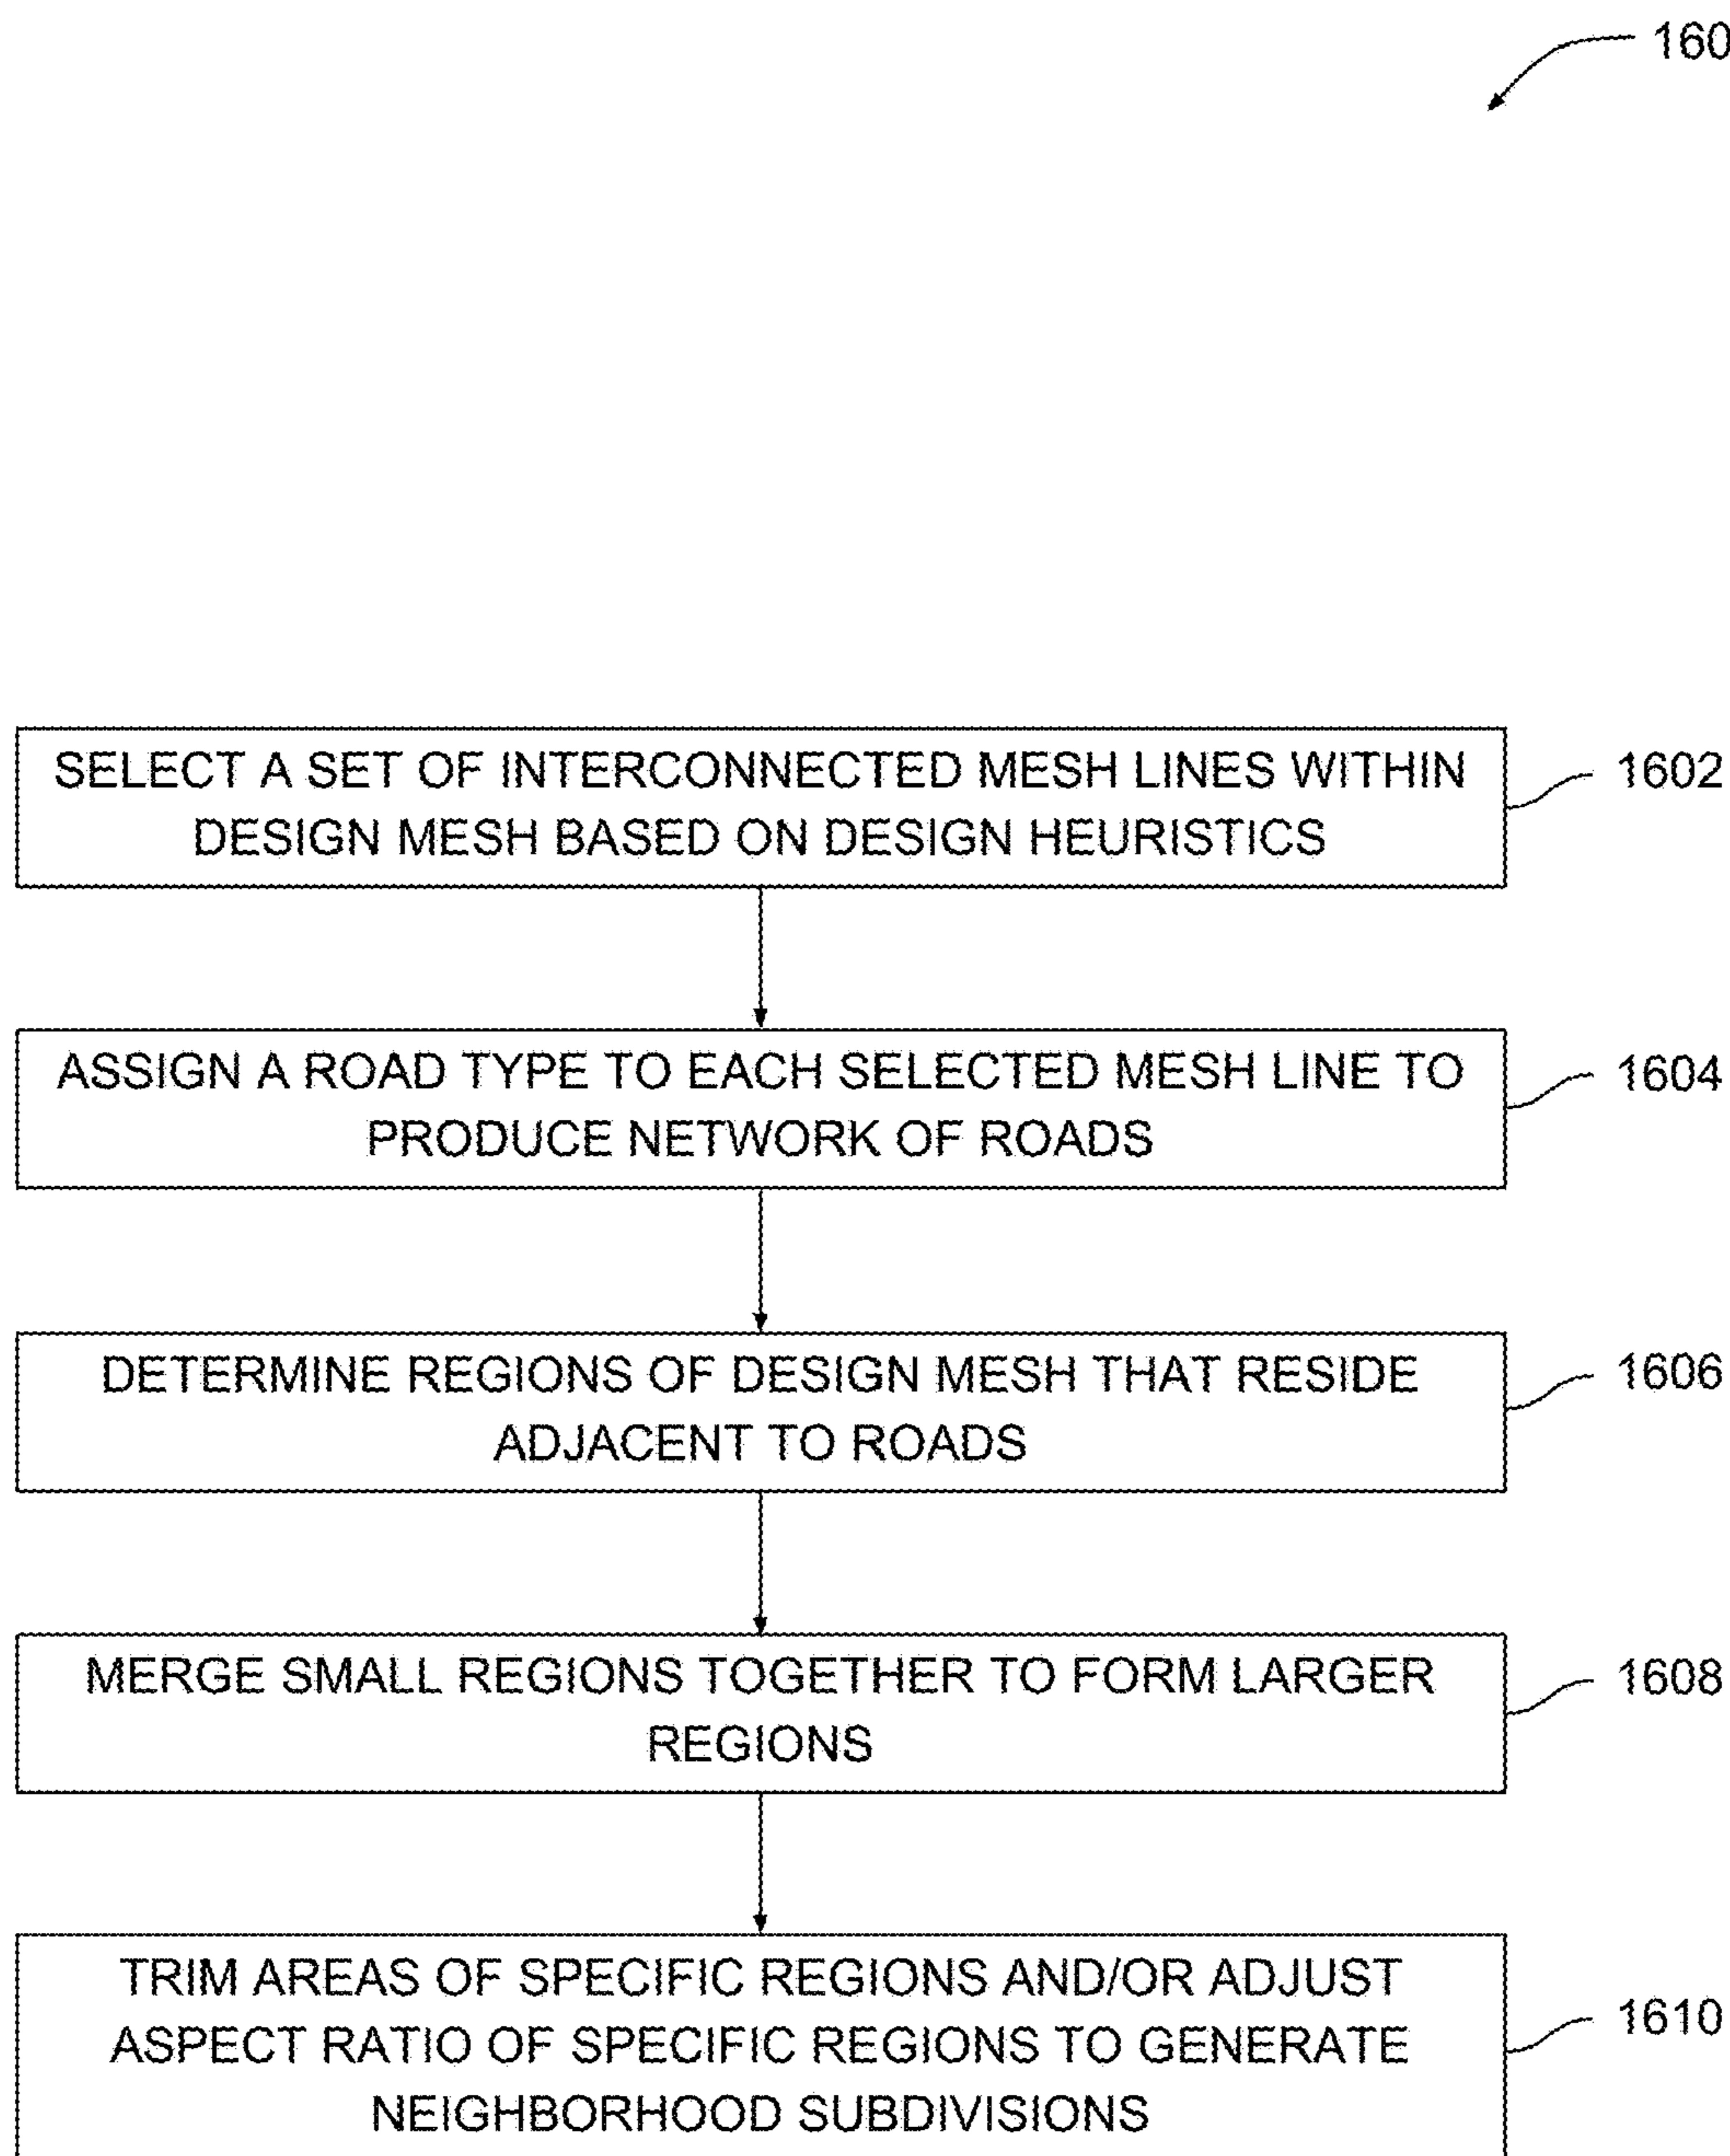 160
SELECT A SET OF INTERCONNECTED MESH LINES WITHIN
DESIGN MESH BASED ON DESIGN HEURISTICS
1602
ASSIGN A ROAD TYPE TO EACH SELECTED MESH LINE TO
PRODUCE NETWORK OF ROADS
1604
DETERMINE REGIONS OF DESIGN MESH THAT RESIDE
ADJACENT TO ROADS
1606
MERGE SMALL REGIONS TOGETHER TO FORM LARGER
REGIONS
1608
TRIM AREAS OF SPECIFIC REGIONS AND/OR ADJUST
ASPECT RATIO OF SPECIFIC REGIONS TO GENERATE
NEIGHBORHOOD SUBDIVISIONS
1610